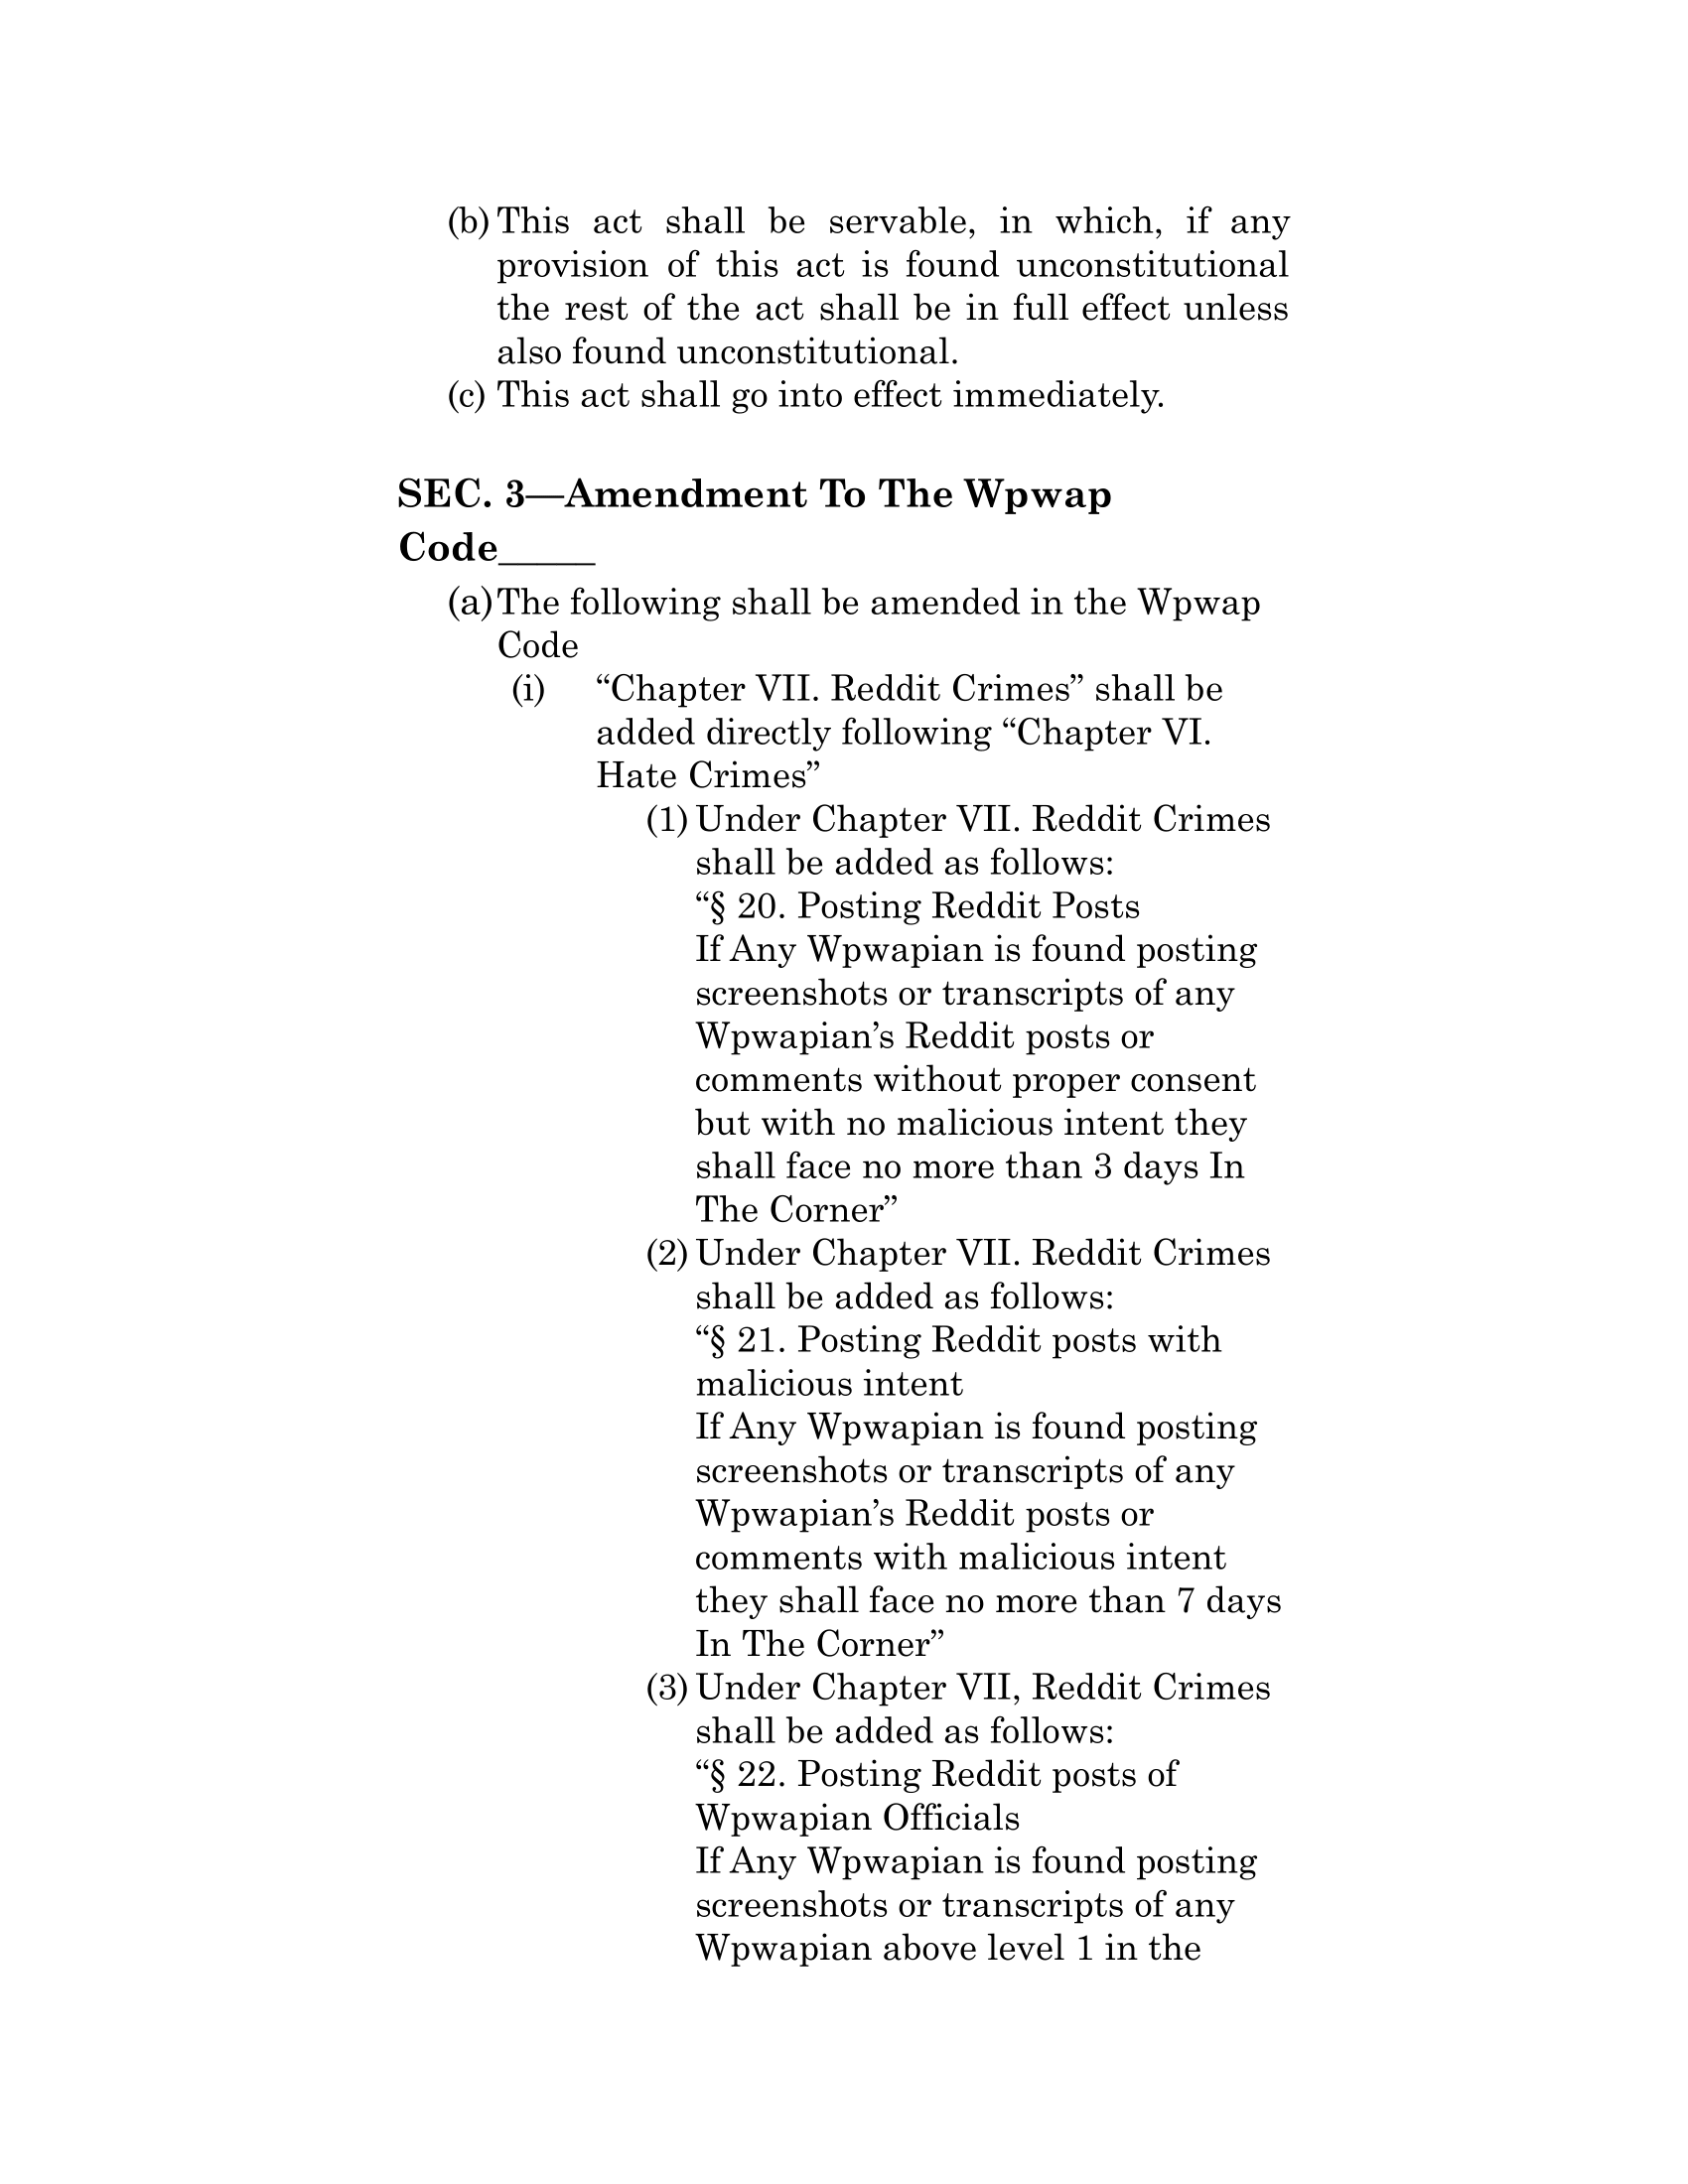 (b) This act shall be servable, in which, if any
provision of this act is found unconstitutional
the rest of the act shall be in full effect unless
also found unconstitutional.
(c) This act shall go into effect immediately.
SEC. 3—Amendment To The Wpwap
Code_____
(a) The following shall be amended in the Wpwap
Code
(i) “Chapter VII. Reddit Crimes” shall be
added directly following “Chapter VI.
Hate Crimes”
(1) Under Chapter VII. Reddit Crimes
shall be added as follows:
“§ 20. Posting Reddit Posts
If Any Wpwapian is found posting
screenshots or transcripts of any
Wpwapian’s Reddit posts or
comments without proper consent
but with no malicious intent they
shall face no more than 3 days In
The Corner”
(2) Under Chapter VII. Reddit Crimes
shall be added as follows:
“§ 21. Posting Reddit posts with
malicious intent
If Any Wpwapian is found posting
screenshots or transcripts of any
Wpwapian’s Reddit posts or
comments with malicious intent
they shall face no more than 7 days
In The Corner”
(3) Under Chapter VII, Reddit Crimes
shall be added as follows:
“§ 22. Posting Reddit posts of
Wpwapian Officials
If Any Wpwapian is found posting
screenshots or transcripts of any
Wpwapian above level 1 in the